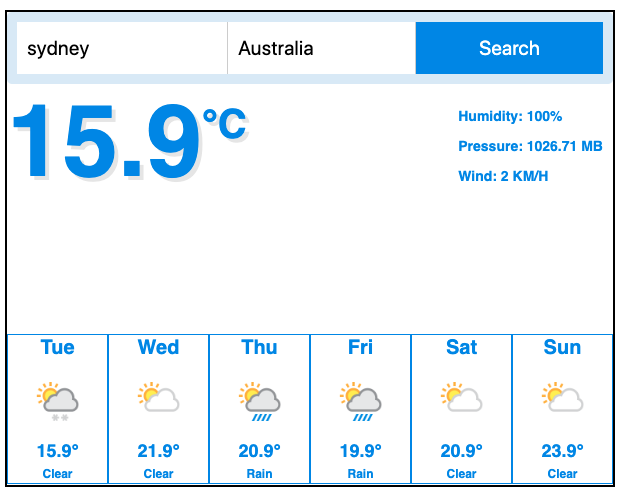 sydney Australia Search
15.9°C
Humidity: 100%
Pressure: 1026.71 MB
Wind: 2 KM/H
Tue Wed Thu Fri Sat Sun
15.9° 21.9° 20.9° 19.9° 20.9° 23.9°
Clear Clear Rain Rain Clear Clear